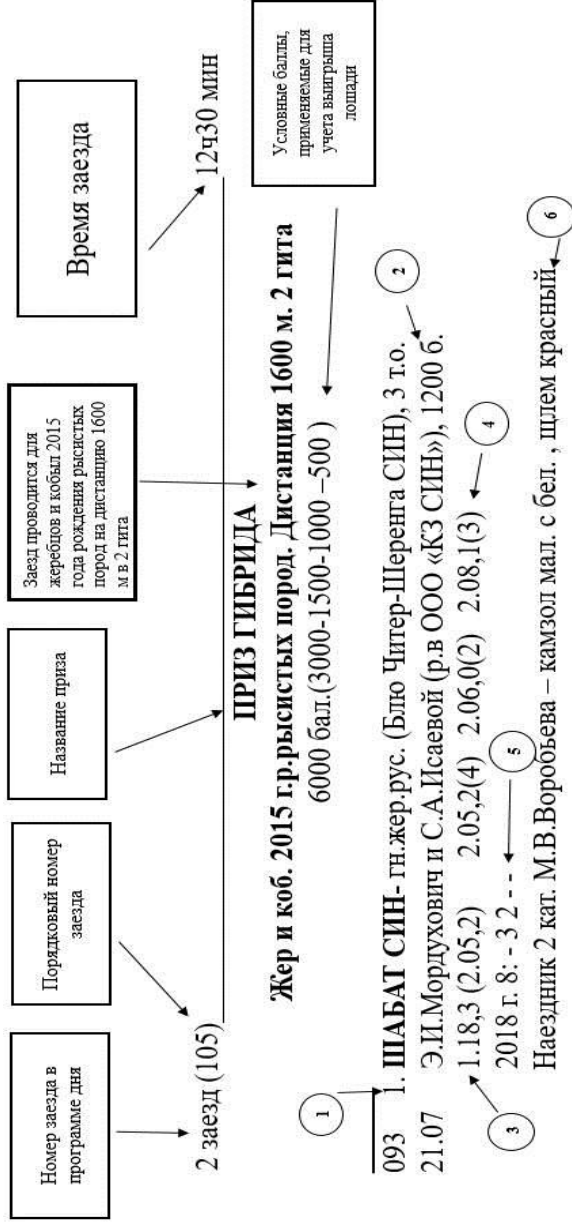 Номер заезда в
программе дня
Порядковый номер
заезда
Название приза
Заезд проводится для
жеребцов и кобыл 2015
года рождения рысистых
пород на дистанцию 1600
м в 2 гита
Время заезда
2 заезд (105)
12ч30 мин
ПРИЗ ГИБРИДА
Жер и коб. 2015 г.р.рысистых пород. Дистанция 1600 м. 2 гита
6000 бал.(3000-1500-1000 –500 )
Условные баллы,
применяемые для
учета выигрыша
лошади
1
093 1. ШАБАТ СИН- гн.жер.рус. (Блю Читер-Шеренга СИН), 3 т.о.
2
21.07 Э.И.Мордухович и С.А.Исаевой (р.в ООО «КЗ СИН»), 1200 б.
1.18,3 (2.05,2) 2.05,2(4) 2.06,0(2) 2.08,1(3)
4
3
2018 г. 8: - 3 2 - -
5
Наездник 2 кат. М.В.Воробьева – камзол мал. с бел. , щлем красный
6